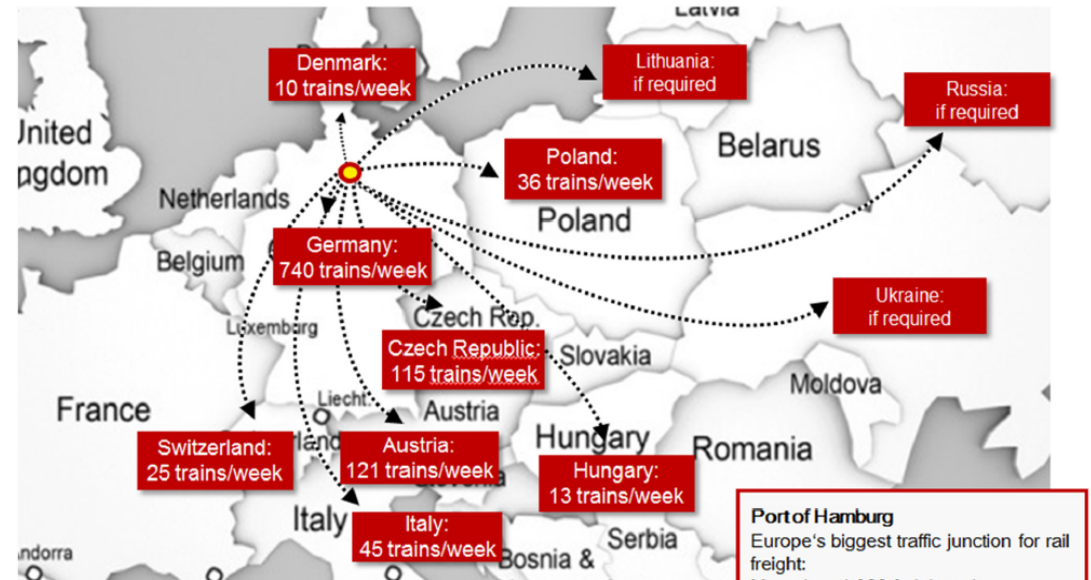 Latvia
Denmark:
10 trains/week
Lithuania:
if required
Russia:
if required
United
ngdom
Belarus
Poland:
36 trains/week
Netherlands
Poland
Germany:
740 trains/week
Belgium
Ukraine:
if required
Czech Rep.
Luxemburg
Czech Republic:
115 trains/week
Slovakia
Moldova
Liecht.
France
Austria
Switzerland:
25 trains/week
rland
Austria:
121 trains/week
Hungary
Romania
Hungary:
13 trains/week
Italy
Italy:
45 trains/week
Serbia
Bosnia &
ndorra
Port of Hamburg
Europe's biggest traffic junction for rail
freight: